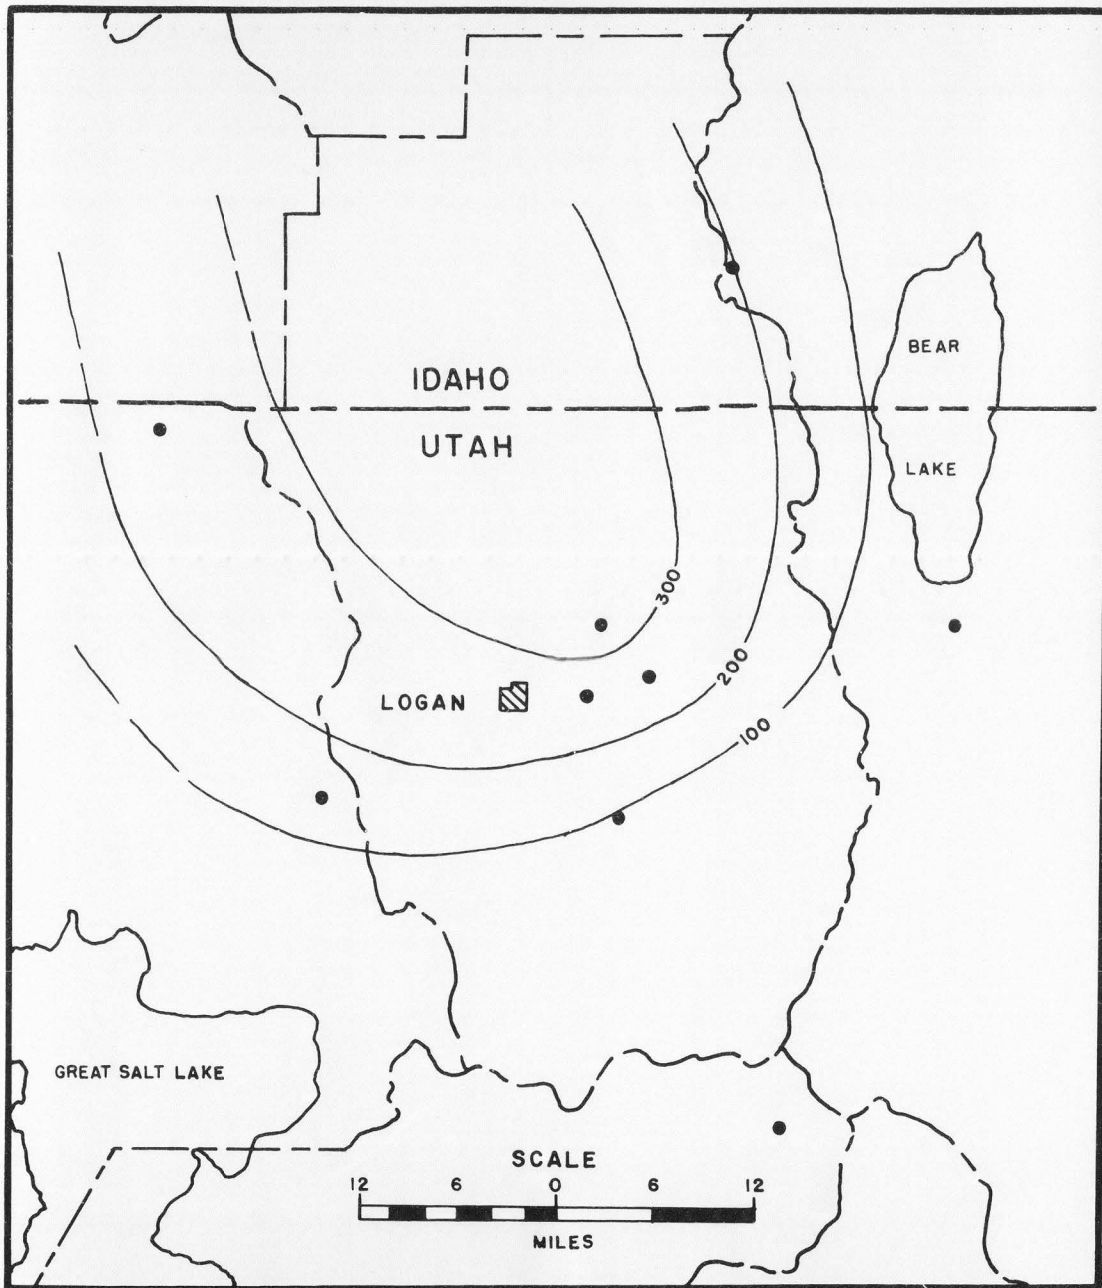 IDAHO
UTAH
BEAR
LAKE
300
200
100
LOGAN
GREAT SALT LAKE
SCALE
12 6 0 6 12
MILES